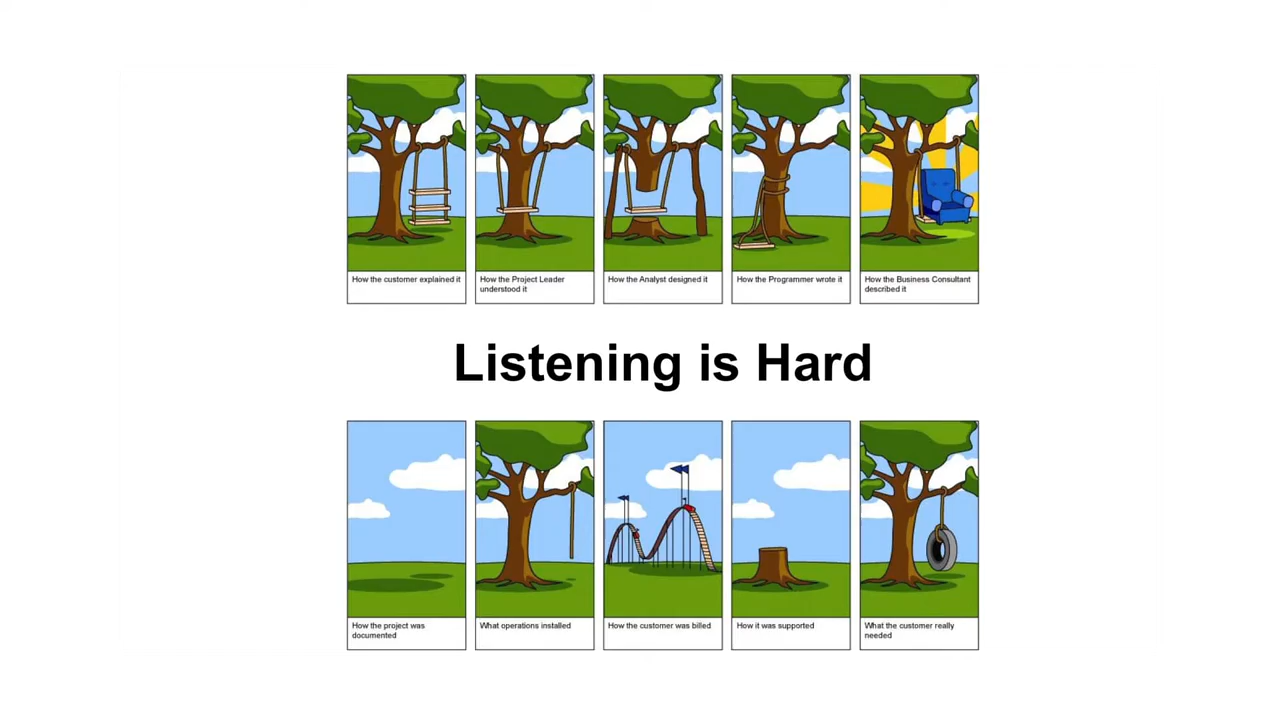 How the customer explained it
How the Project Leader
understood it
How the Analyst designed it
How the Programmer wrote it
How the Business Consultant
described it
Listening is Hard
How the project was
documented
What operations installed
How the customer was billed
How it was supported
What the customer really
needed